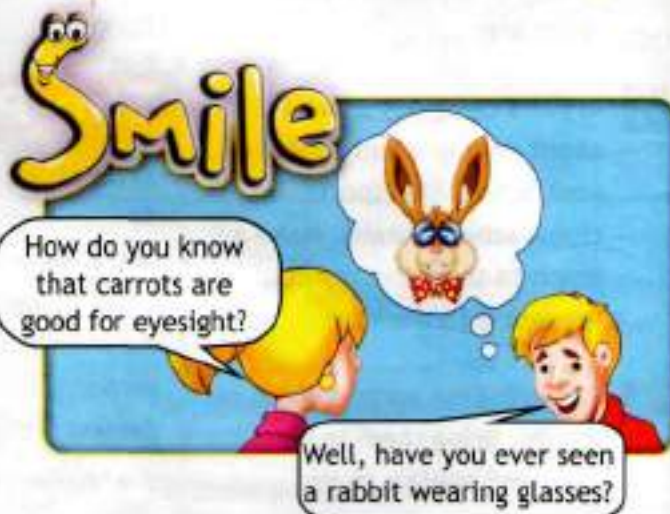 Smile
How do you know
that carrots are
good for eyesight?
Well, have you ever seen
a rabbit wearing glasses?